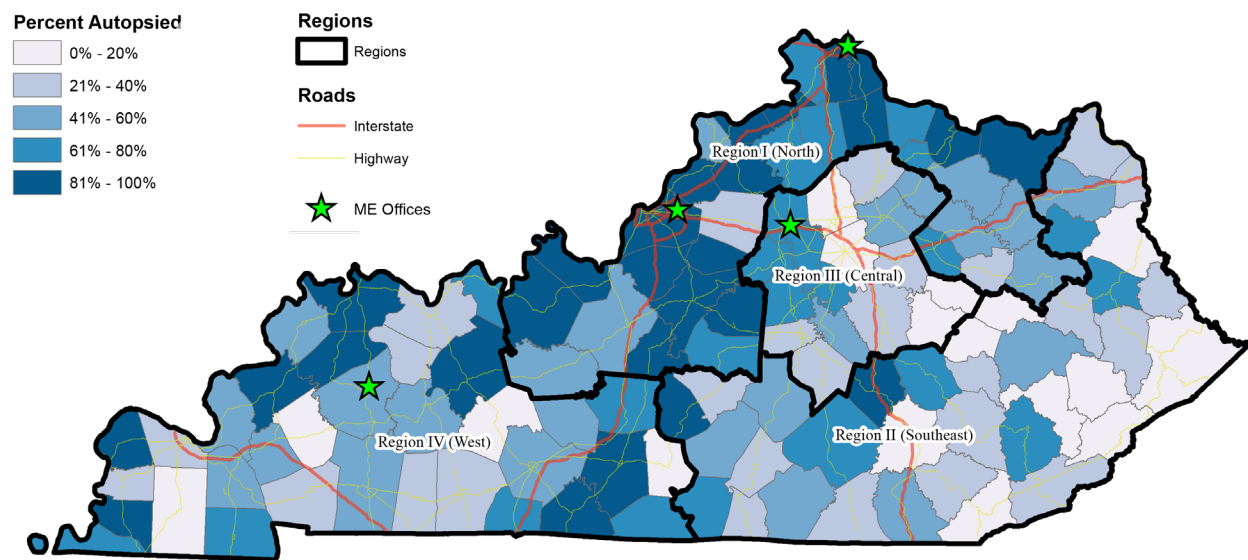 Percent Autopsied
0% - 20%
21% - 40%
41% - 60%
61% - 80%
81% - 100%
Regions
Regions
Roads
Interstate
Highway
ME Offices
Region I (North)
Region III (Central)
Region IV (West)
Region II (Southeast)